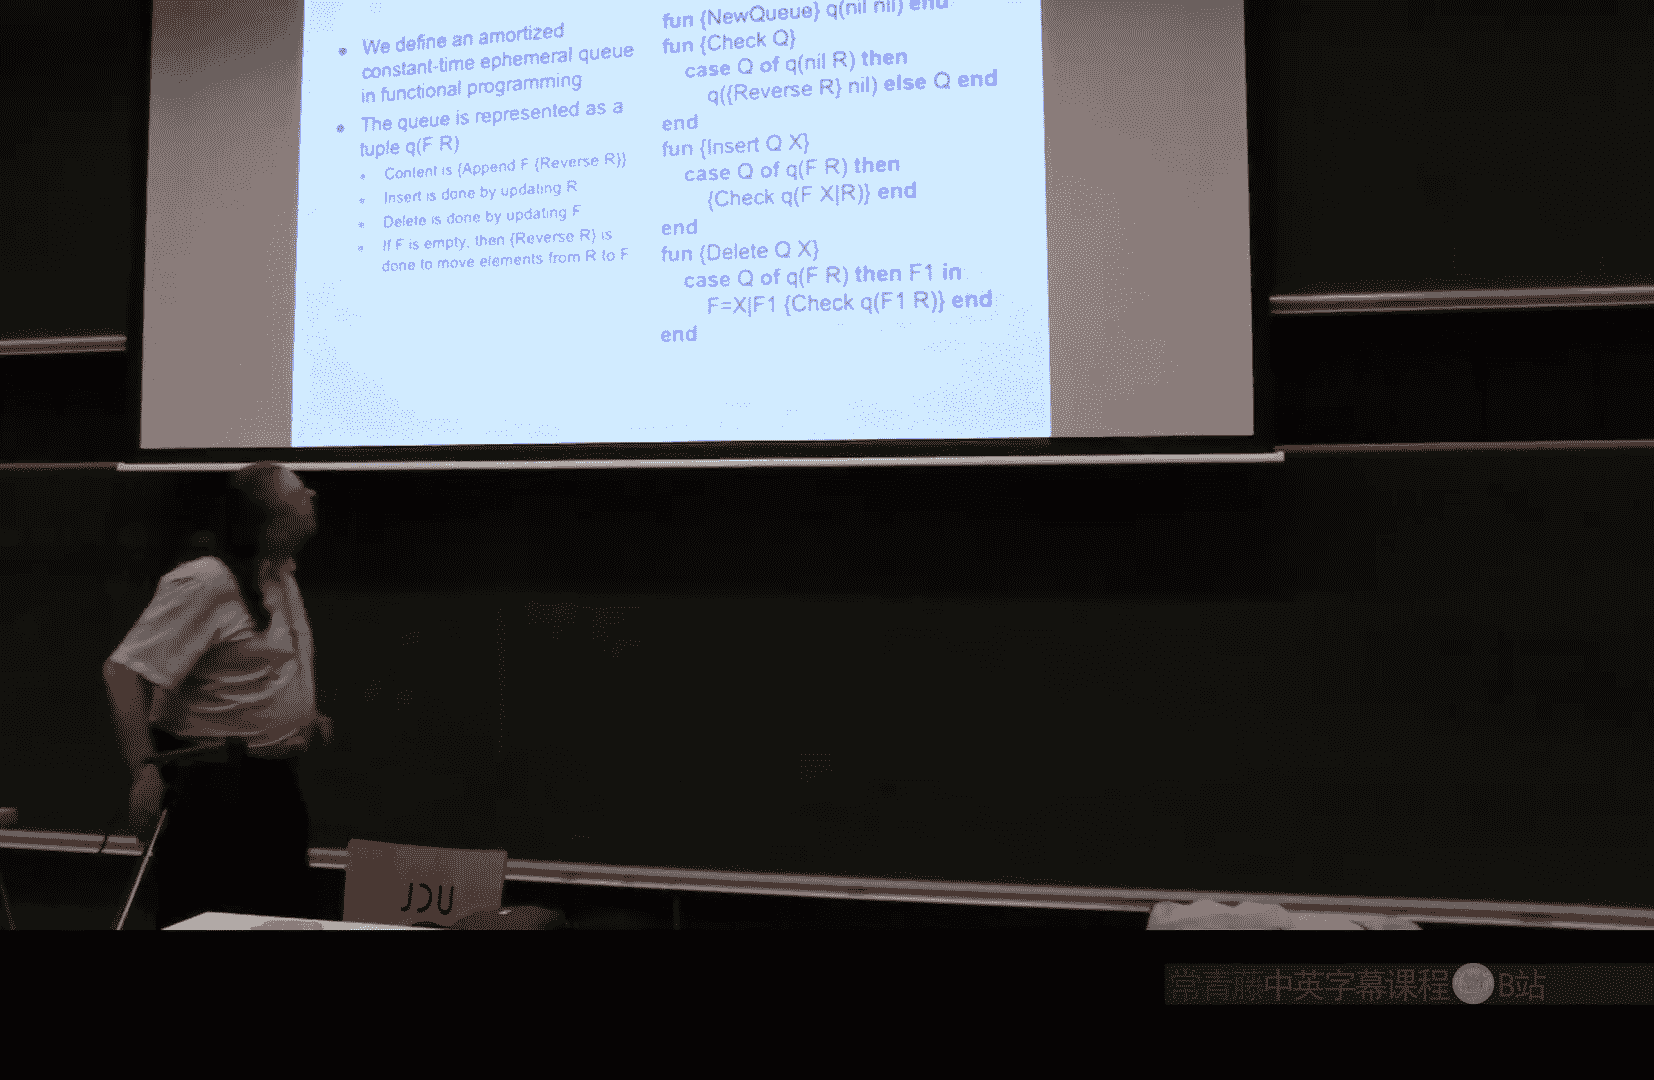 • We define an amortized
constant-time ephemeral queue
in functional programming
• The queue is represented as a
tuple q(F R)
• Content is {Append F {Reverse R}}
• Insert is done by updating R
• Delete is done by updating F
• If F is empty, then {Reverse R} is
done to move elements from R to F
fun {NewQueue} q(nil nil) end
fun {Check Q}
case Q of q(nil R) then
q({Reverse R} nil) else Q end
end
fun {Insert Q X}
case Q of q(F R) then
{Check q(F X|R)} end
end
fun {Delete Q X}
case Q of q(F R) then F1 in
F=X|F1 {Check q(F1 R)} end
end
常青藤中英字幕课程 B站